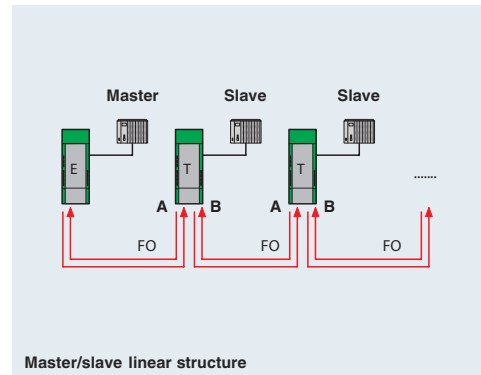 Master Slave Slave
E T T
.......
A B A B
FO FO FO
Master/slave linear structure